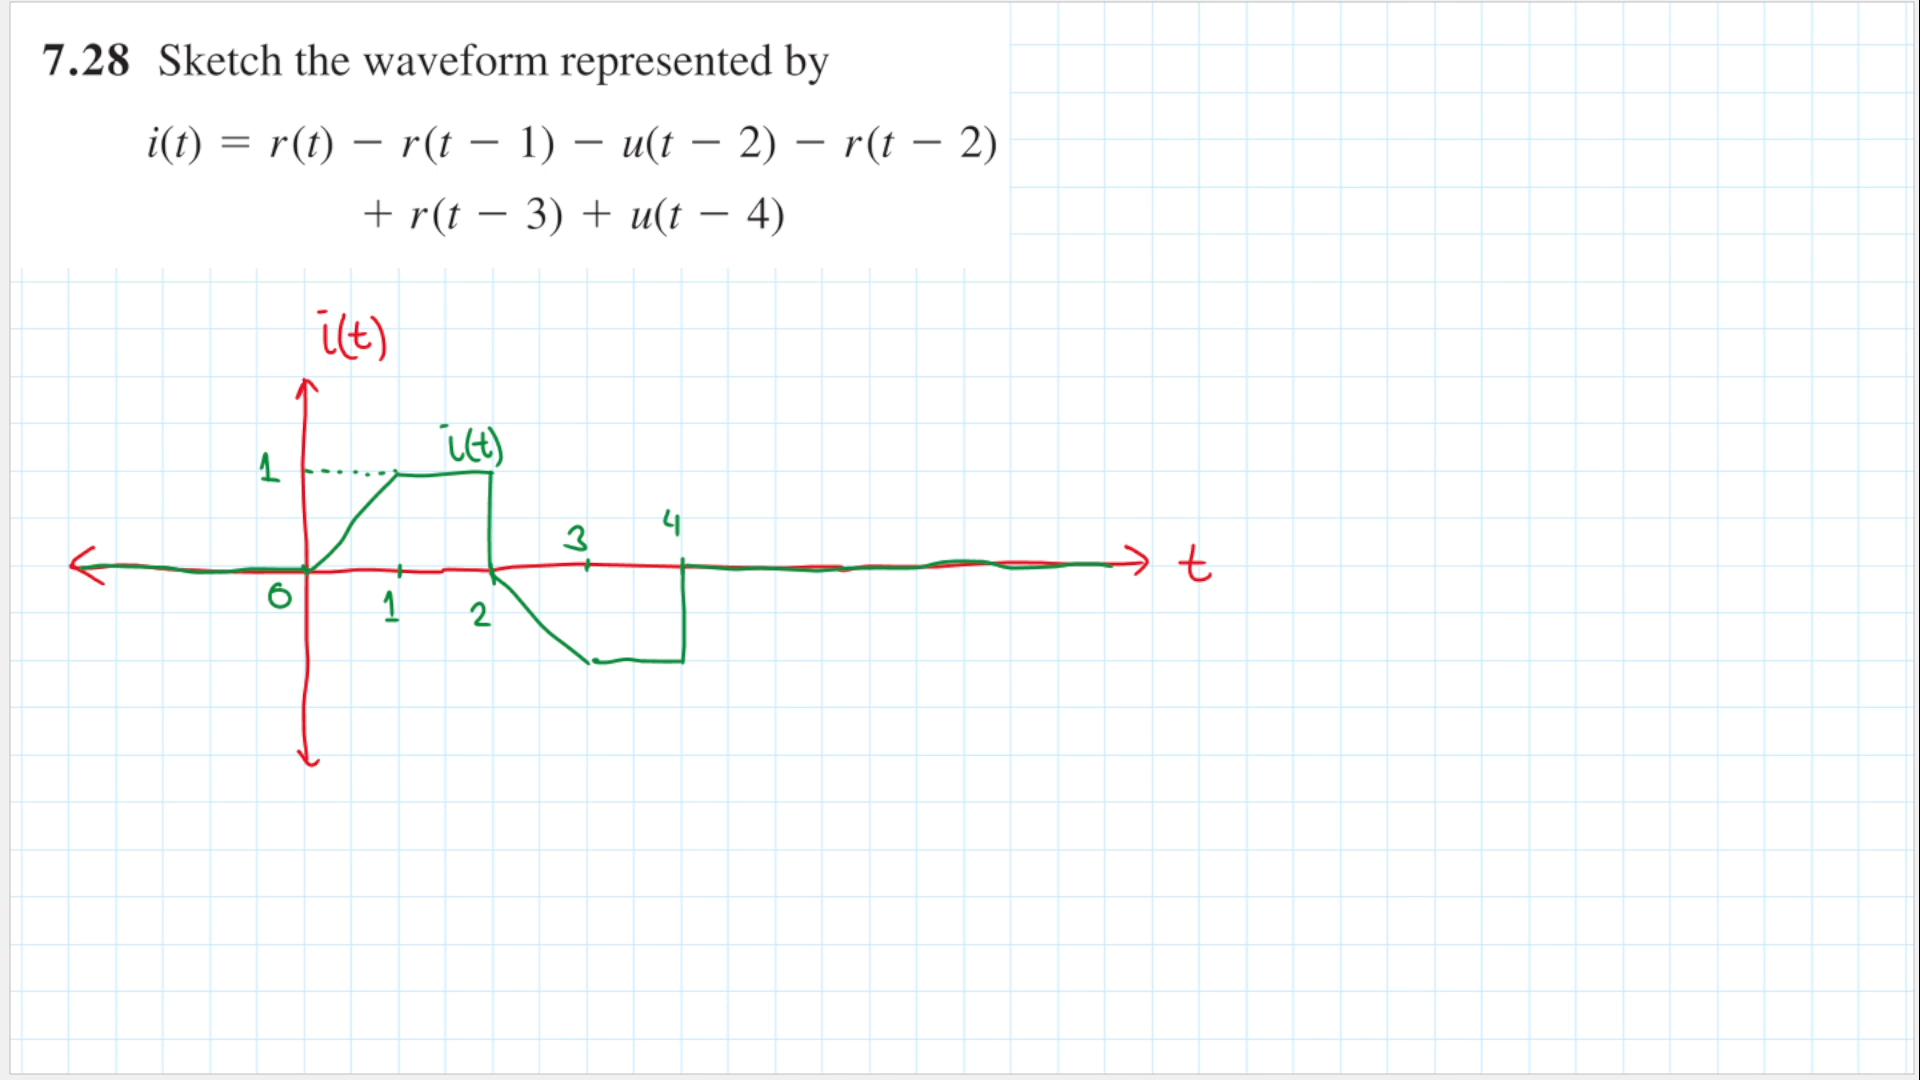 7.28 Sketch the waveform represented by
i(t) = r(t) − r(t − 1) − u(t − 2) − r(t − 2)
+ r(t − 3) + u(t − 4)
i(t)
i(t)
1
4
3
t
0
1
2